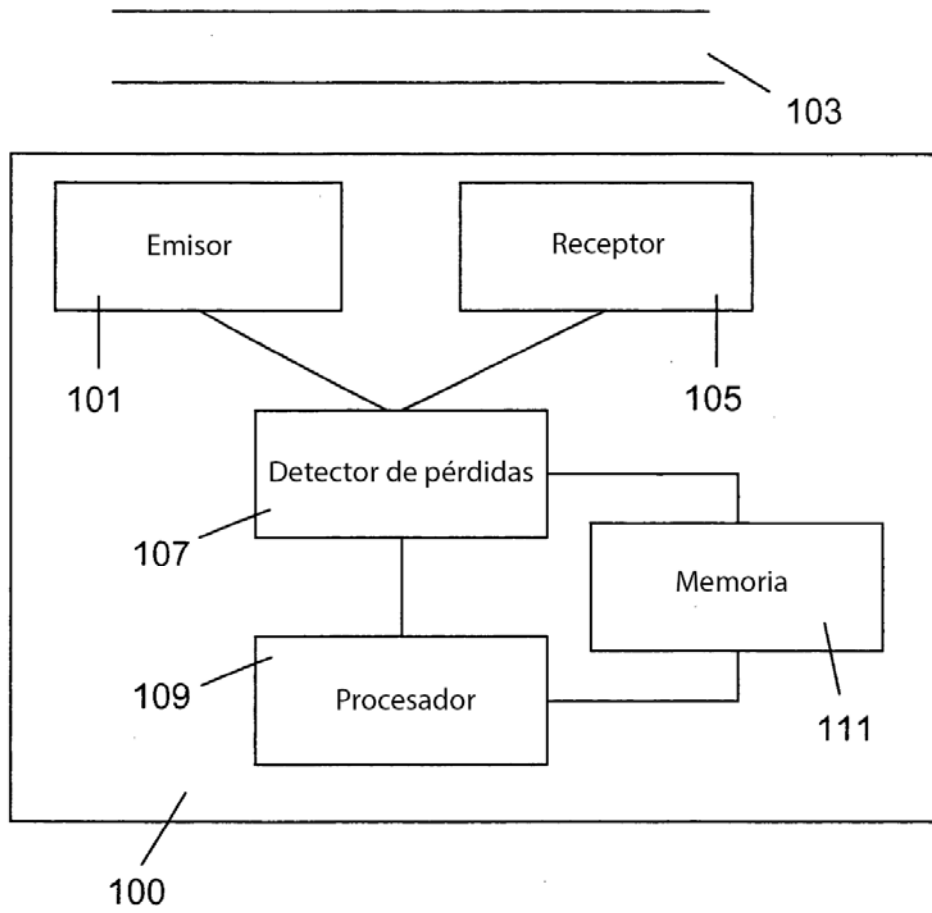 103
Emisor
Receptor
101
105
Detector de pérdidas
107
Memoria
109
Procesador
111
100